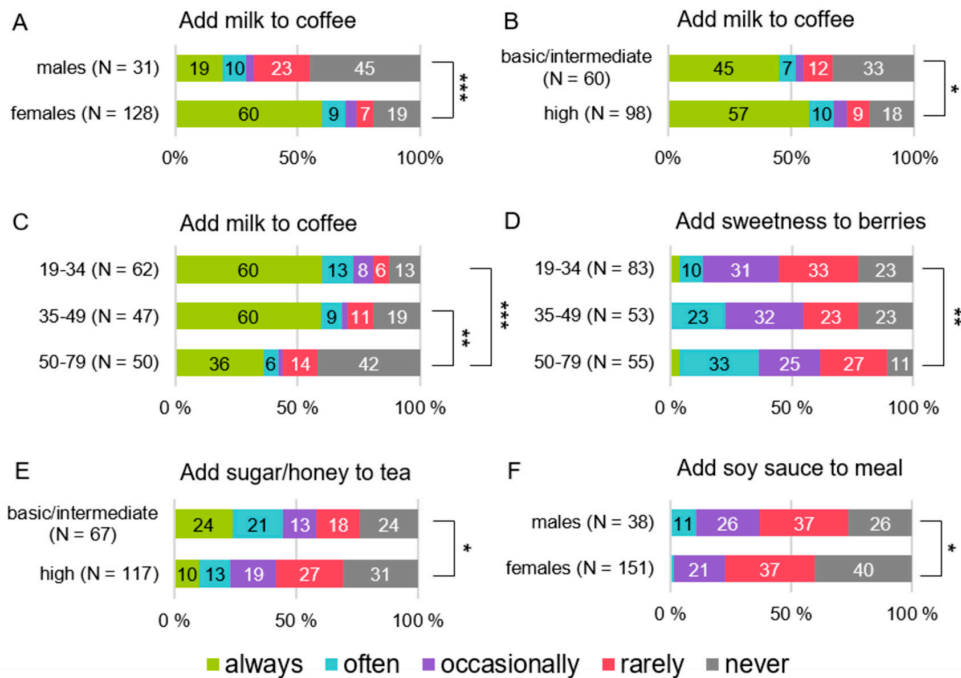 A Add milk to coffee
males (N = 31) 19 10 23 45
***
females (N = 128) 60 9 7 19
0% 50% 100%
B Add milk to coffee
basic/intermediate
(N = 60) 45 7 12 33
*
high (N = 98) 57 10 9 18
0% 50% 100%
C Add milk to coffee
19-34 (N = 62) 60 13 8 6 13
35-49 (N = 47) 60 9 11 19
** ***
50-79 (N = 50) 36 6 14 42
0 % 50 % 100 %
D Add sweetness to berries
19-34 (N = 83) 10 31 33 23
35-49 (N = 53) 23 32 23 23
**
50-79 (N = 55) 33 25 27 11
0 % 50 % 100 %
E Add sugar/honey to tea
basic/intermediate
(N = 67) 24 21 13 18 24
*
high (N = 117) 10 13 19 27 31
0 % 50 % 100 %
F Add soy sauce to meal
males (N = 38) 11 26 37 26
*
females (N = 151) 21 37 40
0 % 50 % 100 %
always often occasionally rarely never